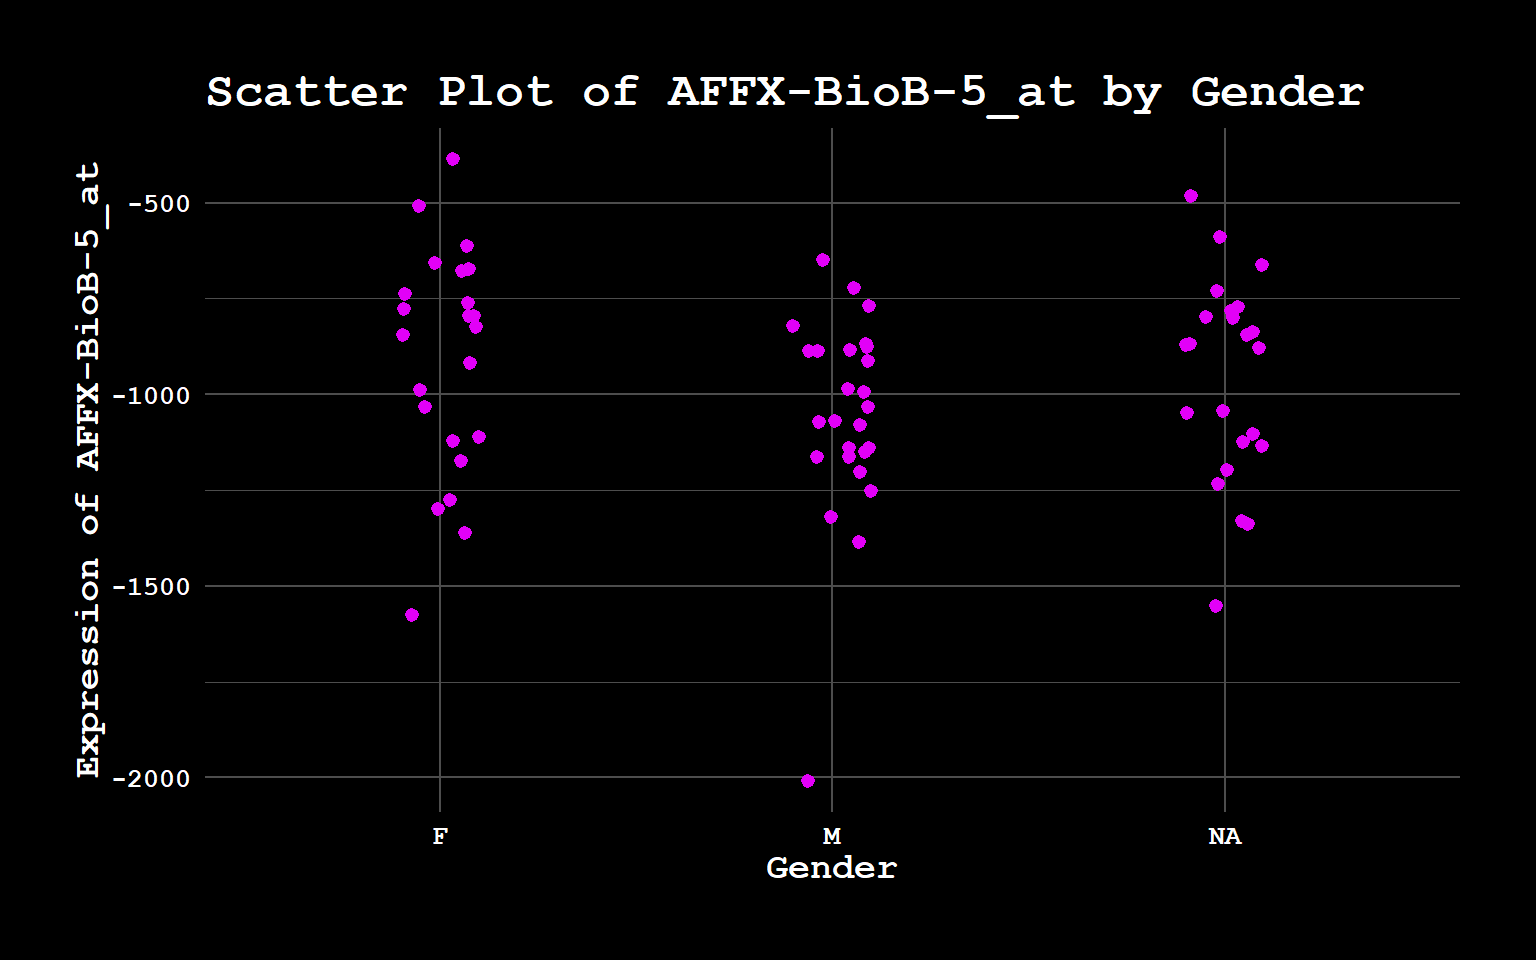 Scatter Plot of AFFX-BioB-5_at by Gender
Expression of AFFX-BioB-5_at
-500
-1000
-1500
-2000
F
M
NA
Gender